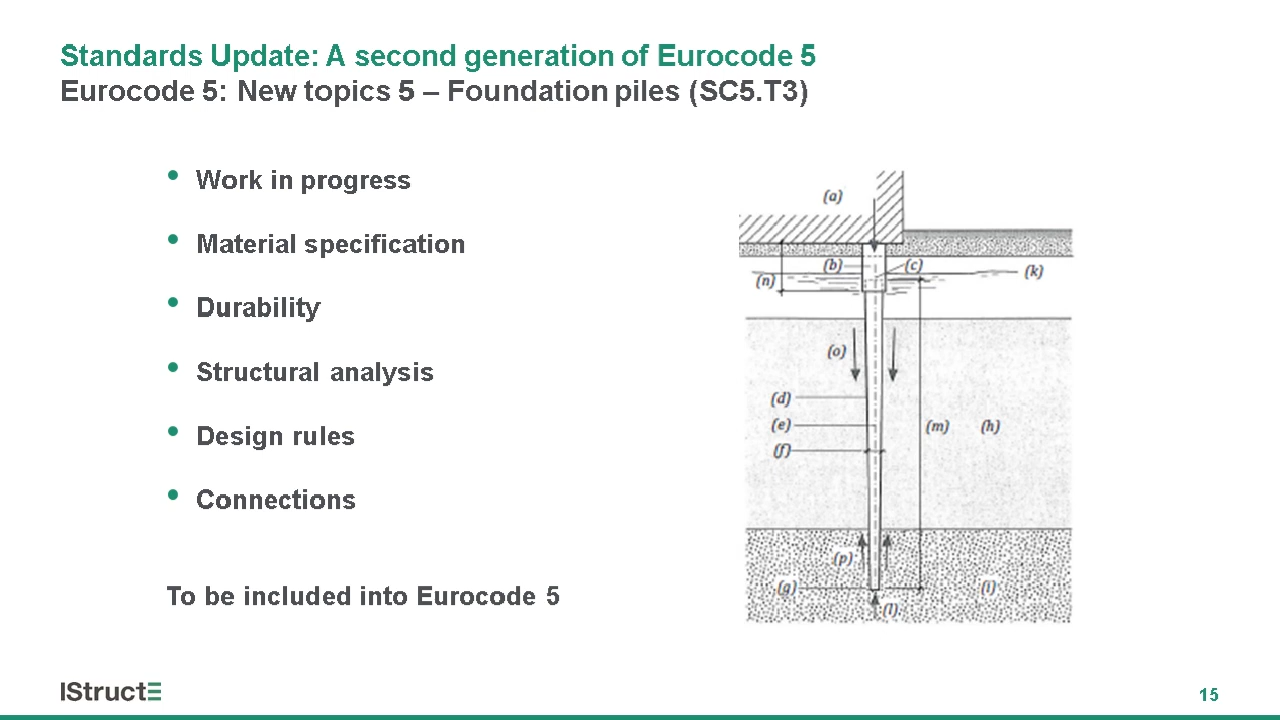 Standards Update: A second generation of Eurocode 5
Eurocode 5: New topics 5 – Foundation piles (SC5.T3)
• Work in progress
• Material specification
• Durability
• Structural analysis
• Design rules
• Connections
To be included into Eurocode 5
(a)
(b)
(c)
(k)
(n)
(o)
(d)
(e)
(f)
(m)
(h)
(p)
(g)
(i)
(l)
IStructE
15